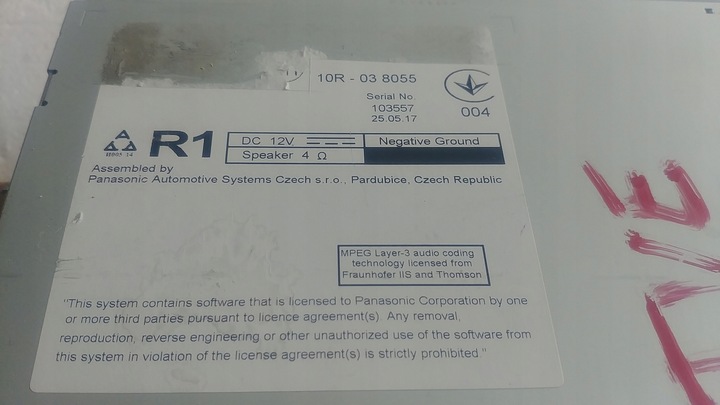 10R - 03 8055
Serial No.
103557
25.05.17
004
R1
DC 12V
Negative Ground
Speaker 4 Ω
Assembled by
Panasonic Automotive Systems Czech s.r.o., Pardubice, Czech Republic
MPEG Layer-3 audio coding
technology licensed from
Fraunhofer IIS and Thomson
"This system contains software that is licensed to Panasonic Corporation by one
or more third parties pursuant to licence agreement(s). Any removal,
reproduction, reverse engineering or other unauthorized use of the software from
this system in violation of the license agreement(s) is strictly prohibited."